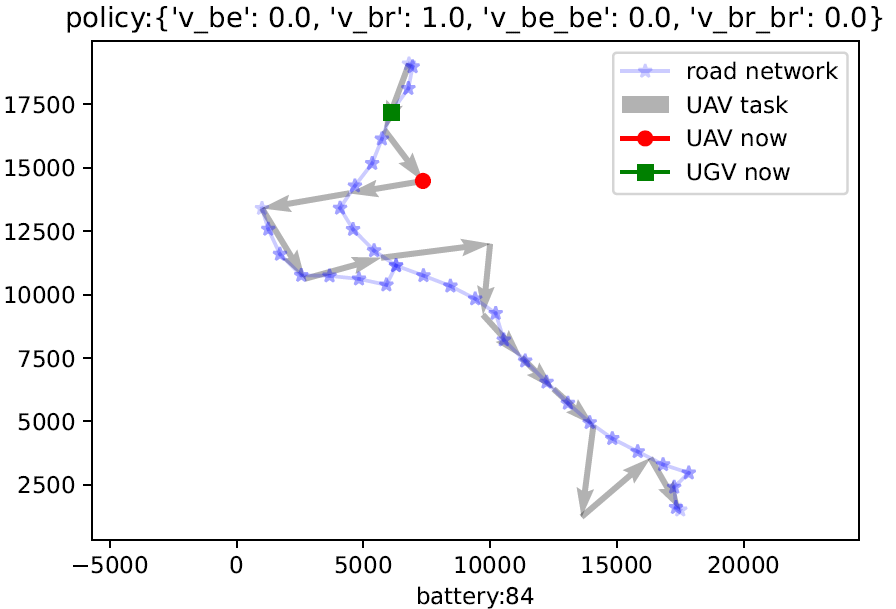 policy:{'v_be': 0.0, 'v_br': 1.0, 'v_be_be': 0.0, 'v_br_br': 0.0}
17500
15000
12500
10000
7500
5000
2500
road network
UAV task
UAV now
UGV now
−5000 0 5000 10000 15000 20000
battery:84